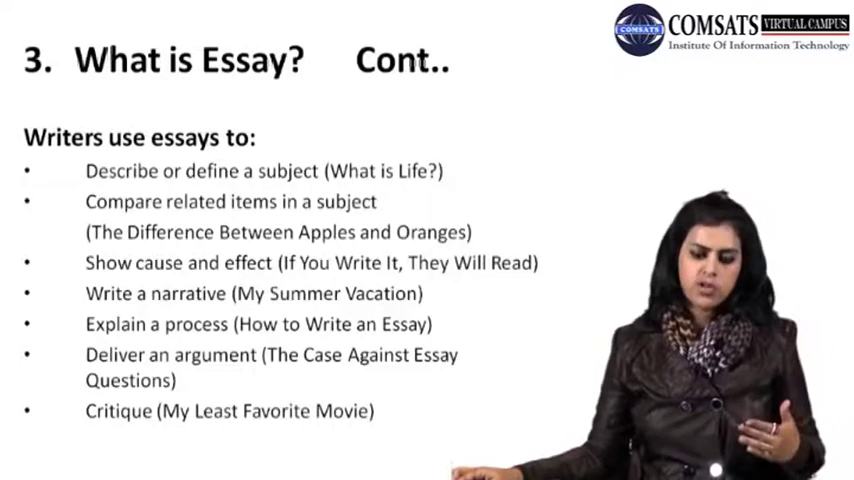 COMSATS VIRTUAL CAMPUS
COMSATS
Institute Of Information Technology
3. What is Essay? Cont..
Writers use essays to:
• Describe or define a subject (What is Life?)
• Compare related items in a subject
(The Difference Between Apples and Oranges)
• Show cause and effect (If You Write It, They Will Read)
• Write a narrative (My Summer Vacation)
• Explain a process (How to Write an Essay)
• Deliver an argument (The Case Against Essay
Questions)
• Critique (My Least Favorite Movie)